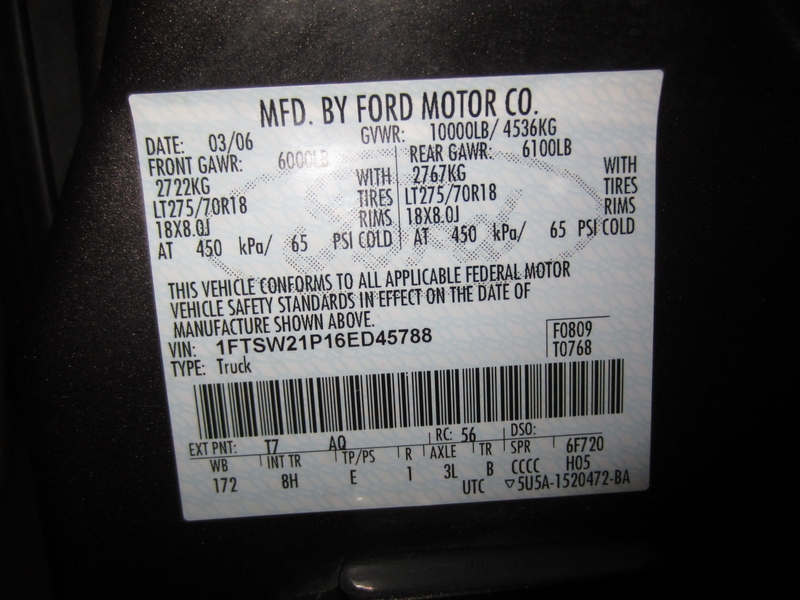 MFD. BY FORD MOTOR CO.
DATE: 03/06 GVWR: 10000LB/ 4536KG
FRONT GAWR: 6000LB REAR GAWR: 6100LB
2722KG WITH 2767KG WITH
LT275/70R18 TIRES LT275/70R18 TIRES
18X8.0J RIMS 18X8.0J RIMS
AT 450 kPa/ 65 PSI COLD AT 450 kPa/ 65 PSI COLD
THIS VEHICLE CONFORMS TO ALL APPLICABLE FEDERAL MOTOR
VEHICLE SAFETY STANDARDS IN EFFECT ON THE DATE OF
MANUFACTURE SHOWN ABOVE.
VIN: 1FTSW21P16ED45788 F0809
TYPE: Truck T0768
EXT PNT: T7 AQ RC: 56 DSO:
WB INT TR TP/PS R AXLE TR SPR 6F720
172 8H E 1 3L B CCCC H05
UTC ▽5U5A-1520472-BA